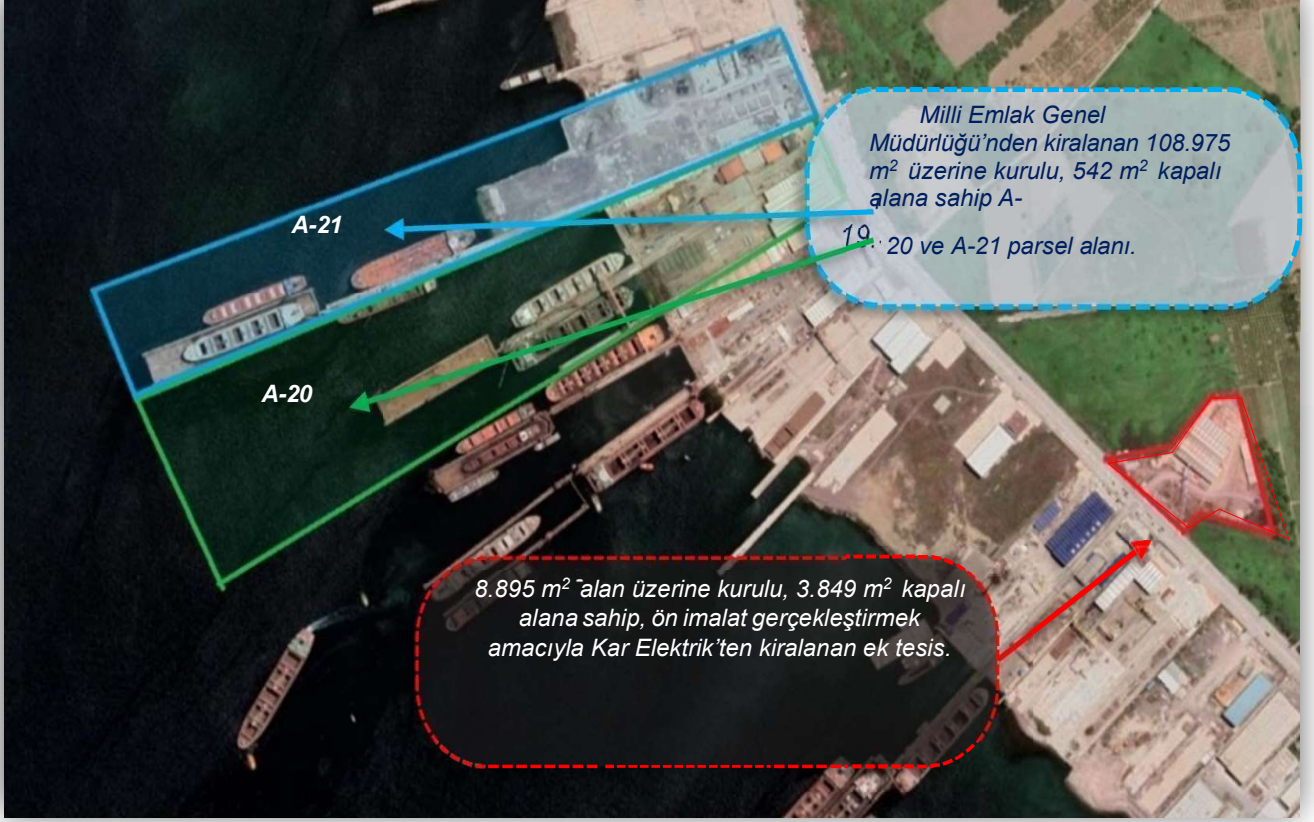 Milli Emlak Genel
Müdürlüğü’nden kiralanan 108.975
m² üzerine kurulu, 542 m² kapalı
alana sahip A-
19. 20 ve A-21 parsel alanı.
A-21
A-20
8.895 m² alan üzerine kurulu, 3.849 m² kapalı
alana sahip, ön imalat gerçekleştirmek
amacıyla Kar Elektrik’ten kiralanan ek tesis.